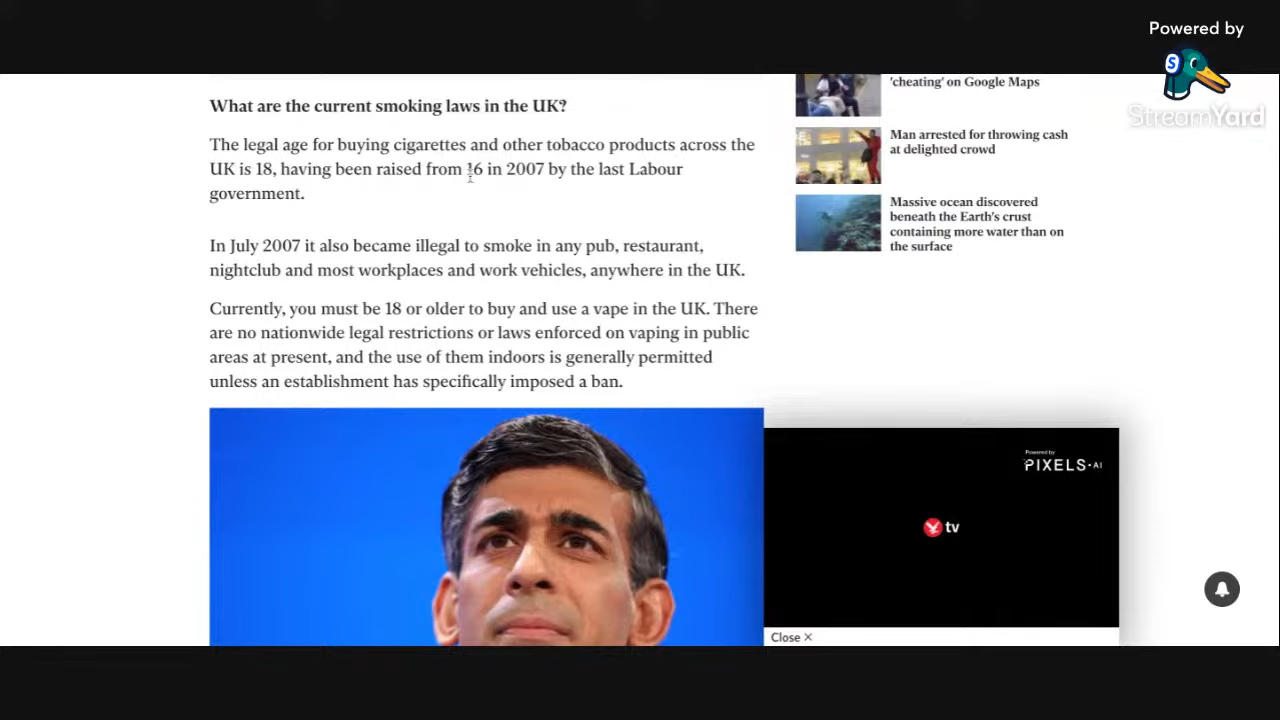 Powered by
StreamYard
What are the current smoking laws in the UK?
The legal age for buying cigarettes and other tobacco products across the
UK is 18, having been raised from 16 in 2007 by the last Labour
government.
In July 2007 it also became illegal to smoke in any pub, restaurant,
nightclub and most workplaces and work vehicles, anywhere in the UK.
Currently, you must be 18 or older to buy and use a vape in the UK. There
are no nationwide legal restrictions or laws enforced on vaping in public
areas at present, and the use of them indoors is generally permitted
unless an establishment has specifically imposed a ban.
'cheating' on Google Maps
Man arrested for throwing cash
at delighted crowd
Massive ocean discovered
beneath the Earth's crust
containing more water than on
the surface
Powered by
PIXELS.AI
tv
Close ×